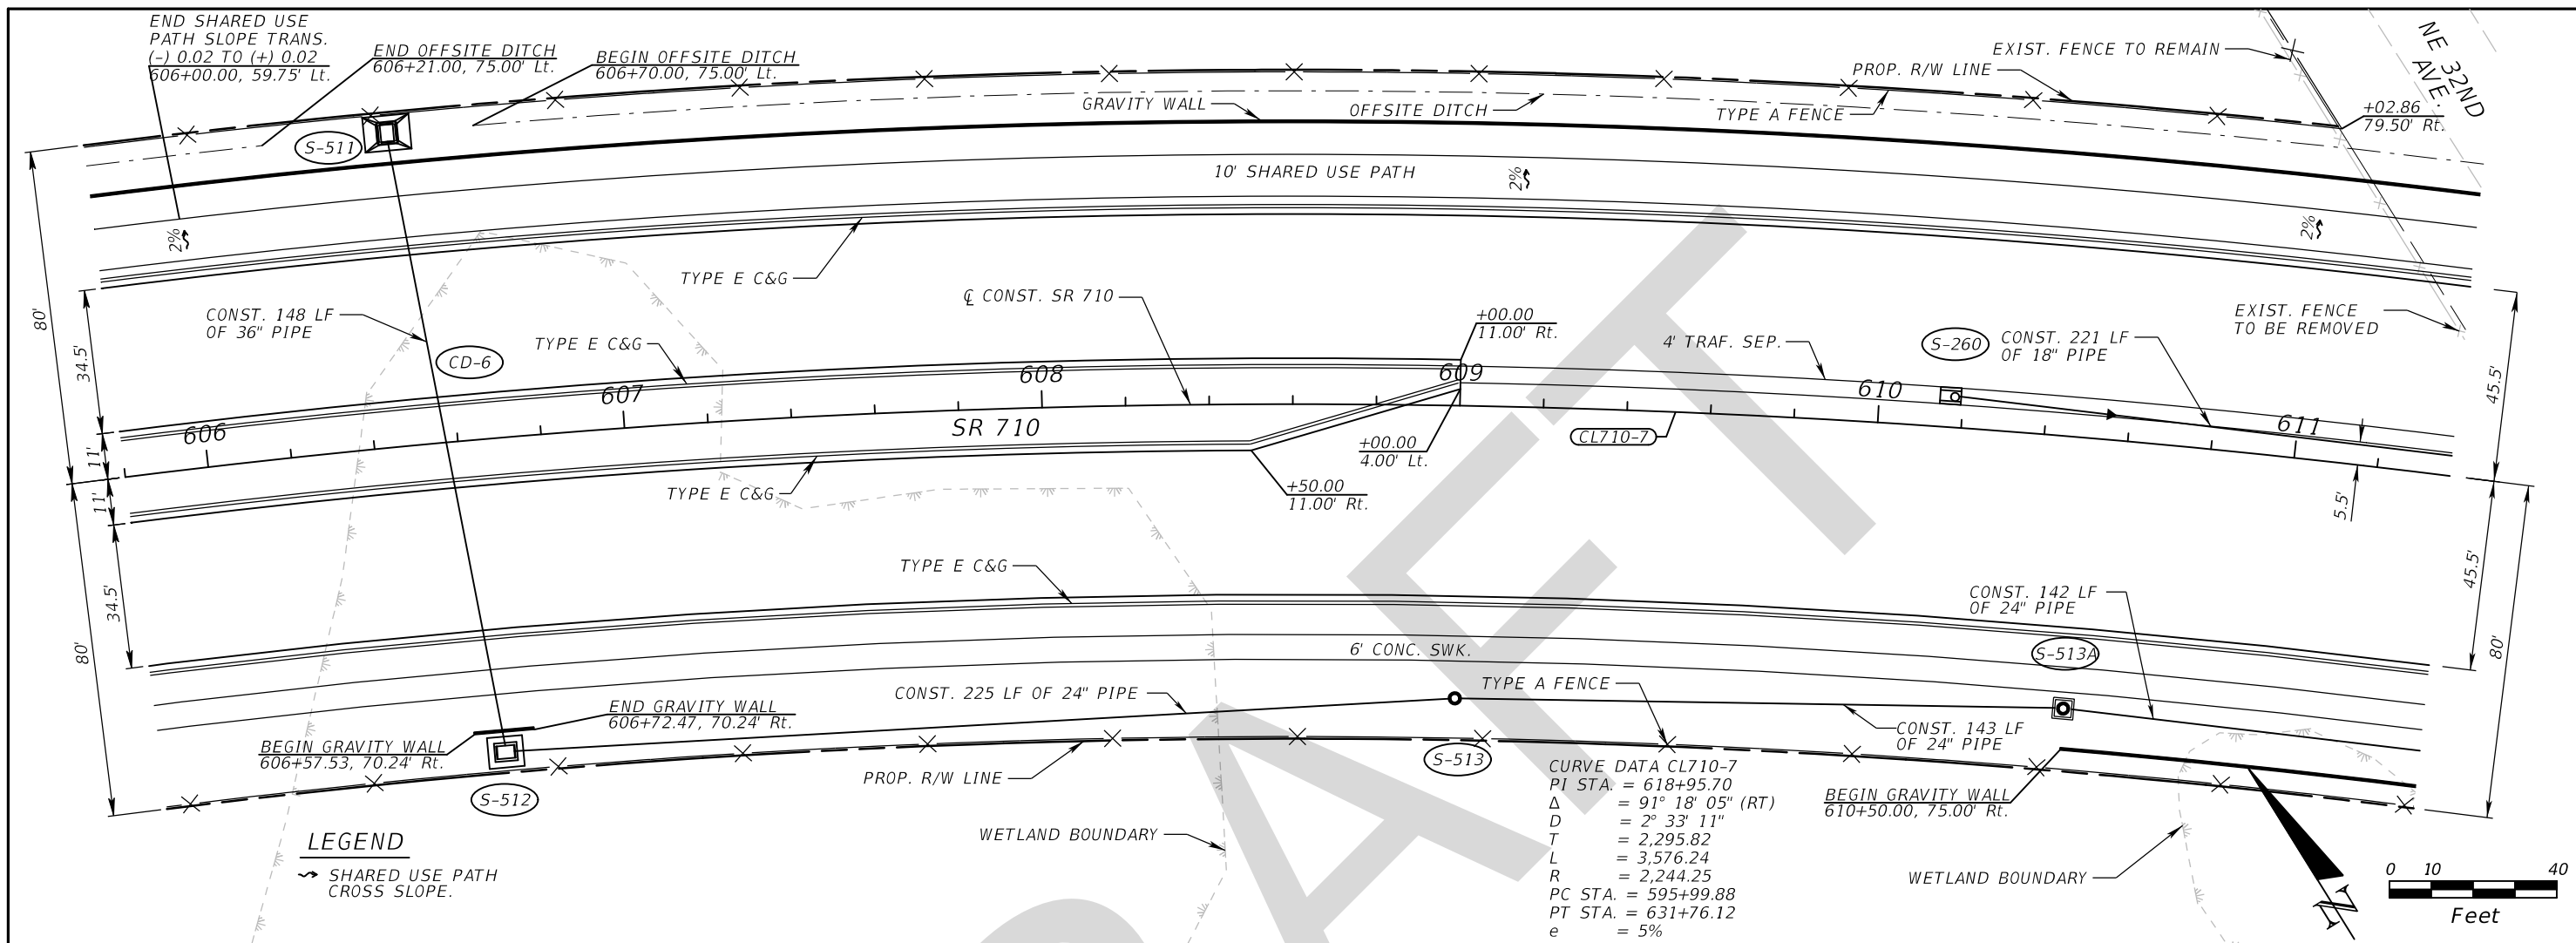 END SHARED USE
PATH SLOPE TRANS.
(-) 0.02 TO (+) 0.02
606+00.00, 59.75' Lt.
END OFFSITE DITCH
606+21.00, 75.00' Lt.
BEGIN OFFSITE DITCH
606+70.00, 75.00' Lt.
GRAVITY WALL
OFFSITE DITCH
PROP. R/W LINE
TYPE A FENCE
EXIST. FENCE TO REMAIN
NE 32ND
AVE.
+02.86
79.50' Rt.
S-511
10' SHARED USE PATH
2%
2%
2%
80'
34.5'
11'
11'
34.5'
80'
TYPE E C&G
CONST. 148 LF
OF 36" PIPE
CD-6
TYPE E C&G
℄ CONST. SR 710
+00.00
11.00' Rt.
4' TRAF. SEP.
S-260
CONST. 221 LF
OF 18" PIPE
EXIST. FENCE
TO BE REMOVED
45.5'
606
607
608
609
610
611
SR 710
+00.00
4.00' Lt.
CL710-7
+50.00
11.00' Rt.
TYPE E C&G
5.5'
45.5'
80'
TYPE E C&G
6' CONC. SWK.
CONST. 142 LF
OF 24" PIPE
S-513A
CONST. 225 LF OF 24" PIPE
TYPE A FENCE
CONST. 143 LF
OF 24" PIPE
END GRAVITY WALL
606+72.47, 70.24' Rt.
BEGIN GRAVITY WALL
606+57.53, 70.24' Rt.
S-512
PROP. R/W LINE
S-513
BEGIN GRAVITY WALL
610+50.00, 75.00' Rt.
WETLAND BOUNDARY
WETLAND BOUNDARY
CURVE DATA CL710-7
PI STA. = 618+95.70
Δ = 91° 18' 05" (RT)
D = 2° 33' 11"
T = 2,295.82
L = 3,576.24
R = 2,244.25
PC STA. = 595+99.88
PT STA. = 631+76.12
e = 5%
LEGEND
SHARED USE PATH
CROSS SLOPE.
N
0 10 40
Feet